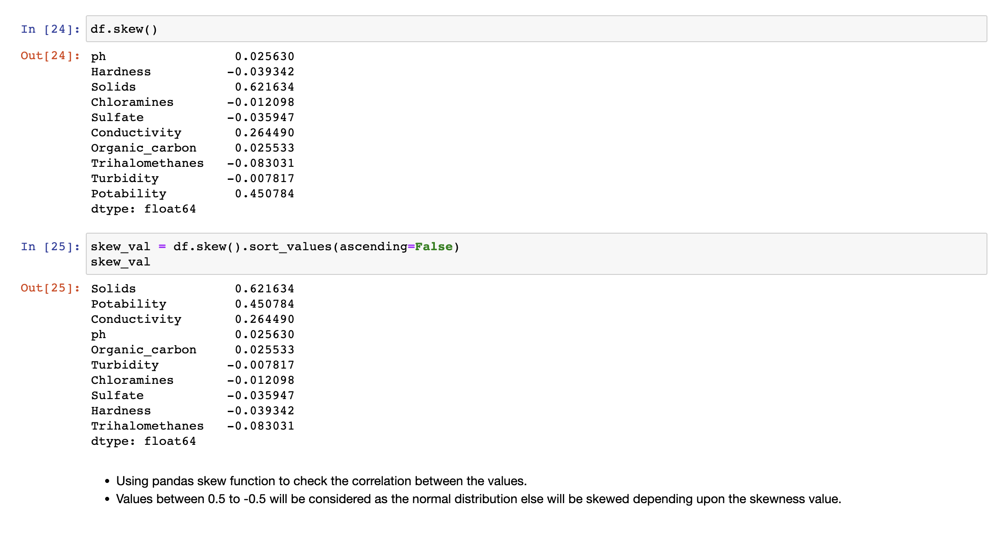 In [24]: df.skew()
Out[24]: ph 0.025630
Hardness -0.039342
Solids 0.621634
Chloramines -0.012098
Sulfate -0.035947
Conductivity 0.264490
Organic_carbon 0.025533
Trihalomethanes -0.083031
Turbidity -0.007817
Potability 0.450784
dtype: float64
In [25]: skew_val = df.skew().sort_values(ascending=False)
skew_val
Out[25]: Solids 0.621634
Potability 0.450784
Conductivity 0.264490
ph 0.025630
Organic_carbon 0.025533
Turbidity -0.007817
Chloramines -0.012098
Sulfate -0.035947
Hardness -0.039342
Trihalomethanes -0.083031
dtype: float64
• Using pandas skew function to check the correlation between the values.
• Values between 0.5 to -0.5 will be considered as the normal distribution else will be skewed depending upon the skewness value.